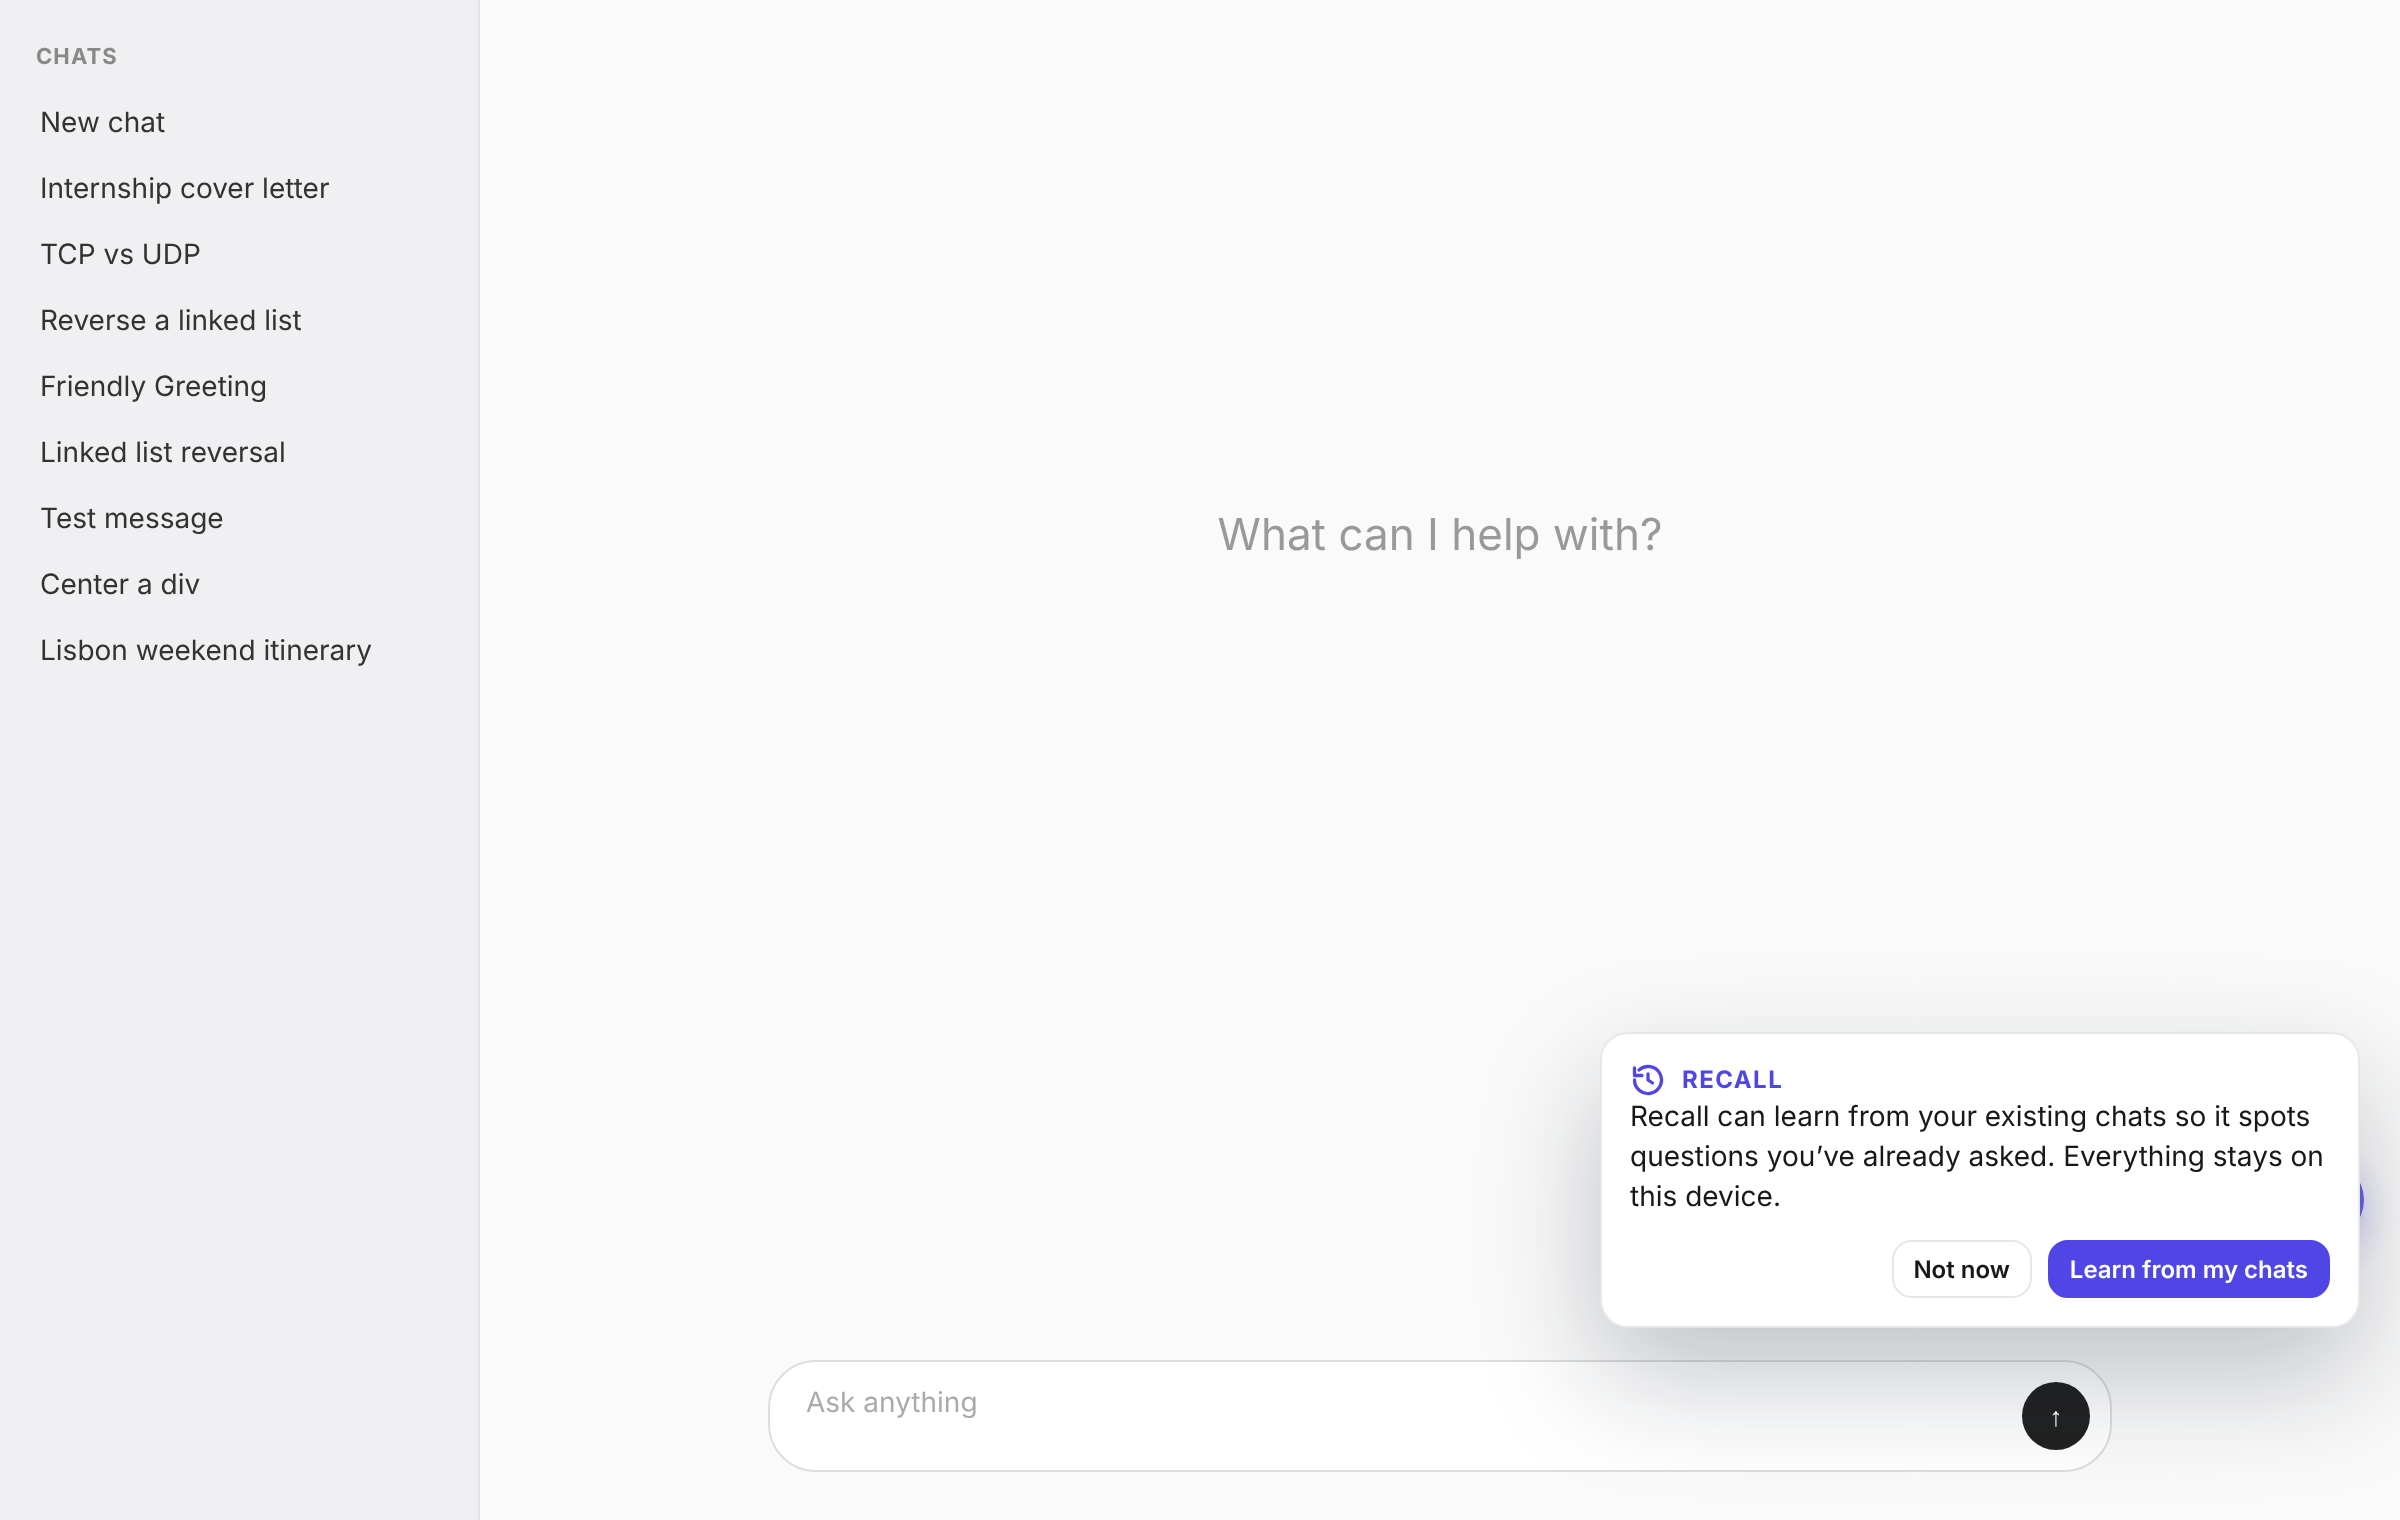 CHATS
New chat
Internship cover letter
TCP vs UDP
Reverse a linked list
Friendly Greeting
Linked list reversal
Test message
Center a div
Lisbon weekend itinerary
What can I help with?
RECALL
Recall can learn from your existing chats so it spots
questions you’ve already asked. Everything stays on
this device.
Not now
Learn from my chats
Ask anything
↑